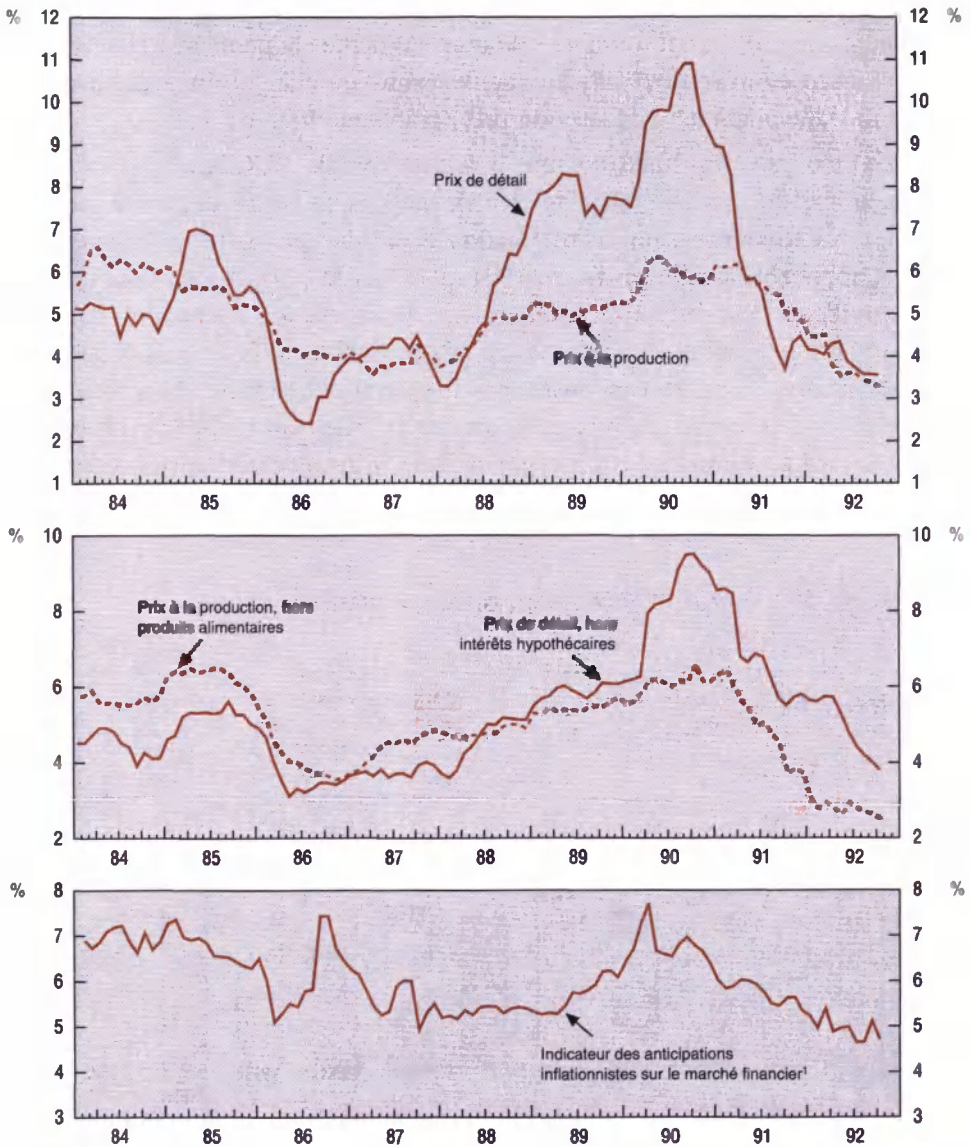 % %
12 12
11 11
10 10
9 9
8 8
7 7
6 6
5 5
4 4
3 3
2 2
1 1
Prix de détail
Prix à la production
84 85 86 87 88 89 90 91 92
% %
10 10
8 8
6 6
4 4
2 2
Prix à la production, hors
produits alimentaires
Prix de détail, hors
intérêts hypothécaires
84 85 86 87 88 89 90 91 92
% %
8 8
7 7
6 6
5 5
4 4
3 3
Indicateur des anticipations
inflationnistes sur le marché financier¹
84 85 86 87 88 89 90 91 92